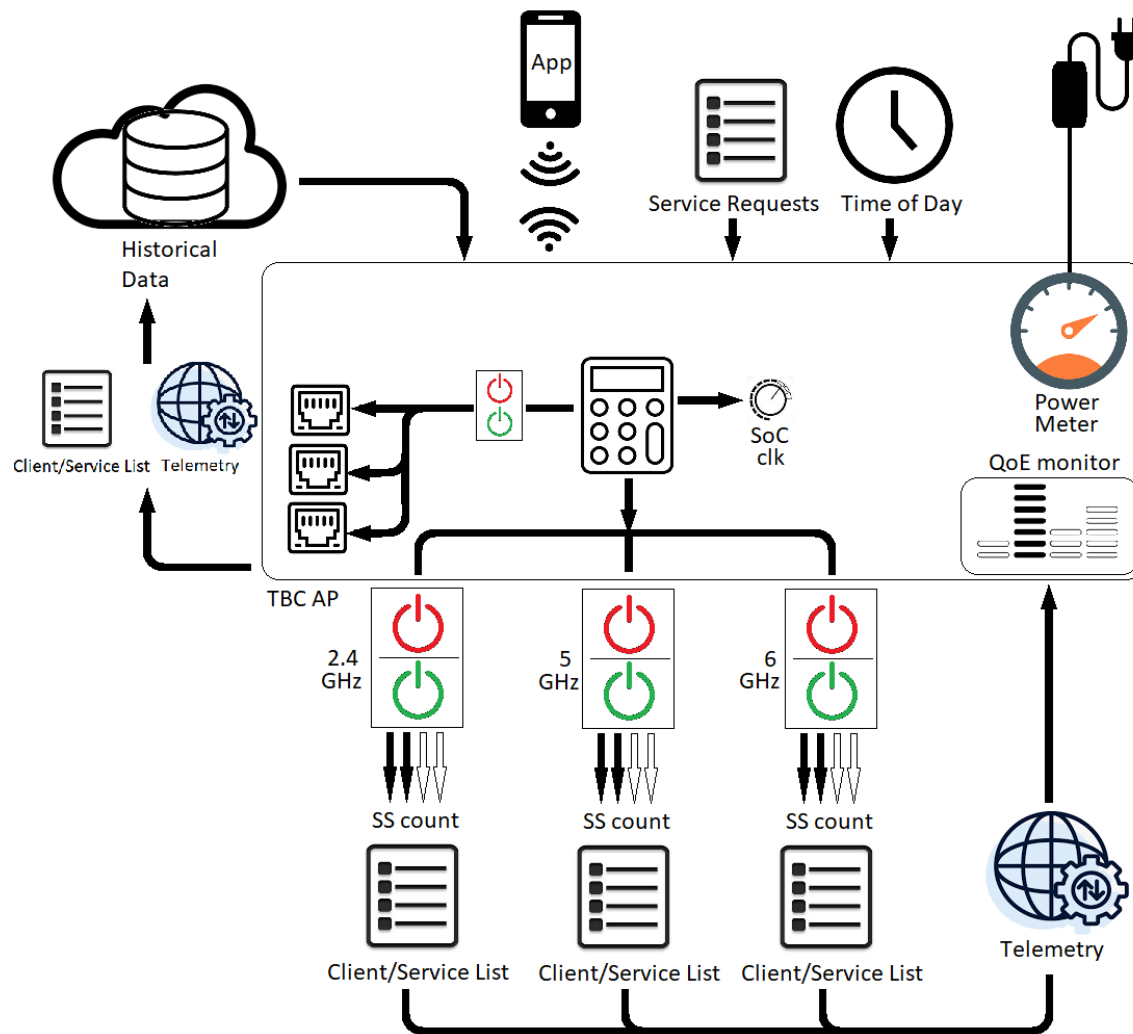 App
Service Requests
Time of Day
Historical
Data
Power
Meter
SoC
clk
Client/Service List
Telemetry
QoE monitor
TBC AP
2.4
GHz
5
GHz
6
GHz
SS count
SS count
SS count
Client/Service List
Client/Service List
Client/Service List
Telemetry